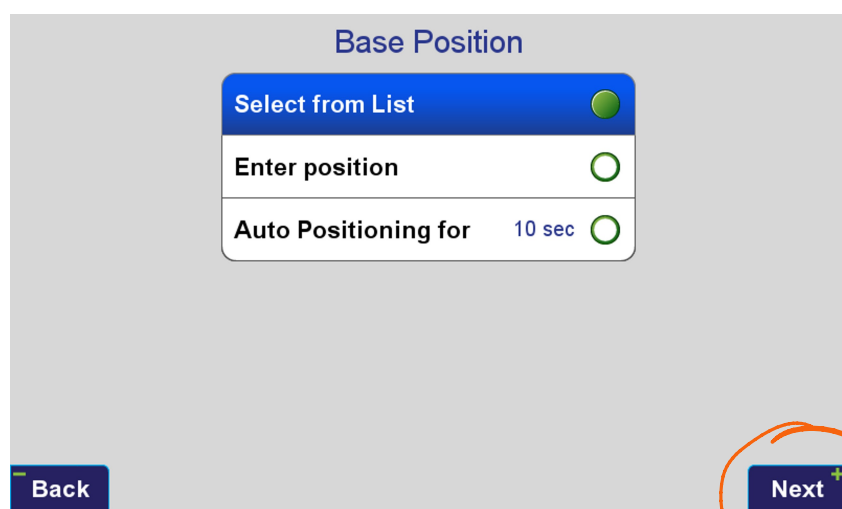 Base Position
Select from List
Enter position
Auto Positioning for 10 sec
− Back
Next +